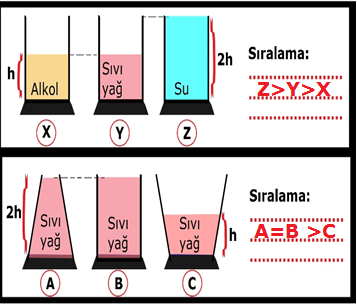 h
Alkol
Sıvı
yağ
Su
2h
X
Y
Z
Sıralama:
Z>Y>X
2h
Sıvı
yağ
Sıvı
yağ
Sıvı
yağ
h
A
B
C
Sıralama:
A=B >C